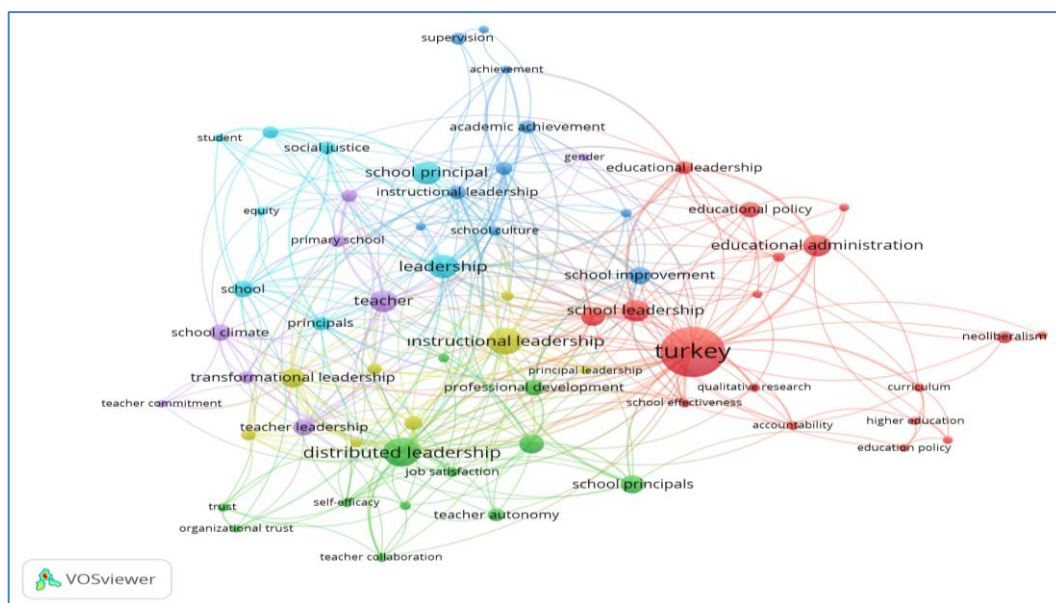 supervision
achievement
academic achievement
student
social justice
gender
school principal
educational leadership
instructional leadership
equity
educational policy
school culture
primary school
educational administration
leadership
school improvement
school
teacher
principals
school leadership
school climate
neoliberalism
instructional leadership
turkey
principal leadership
transformational leadership
professional development
qualitative research
curriculum
teacher commitment
school effectiveness
higher education
teacher leadership
accountability
education policy
distributed leadership
job satisfaction
school principals
self-efficacy
trust
teacher autonomy
organizational trust
teacher collaboration
VOSviewer